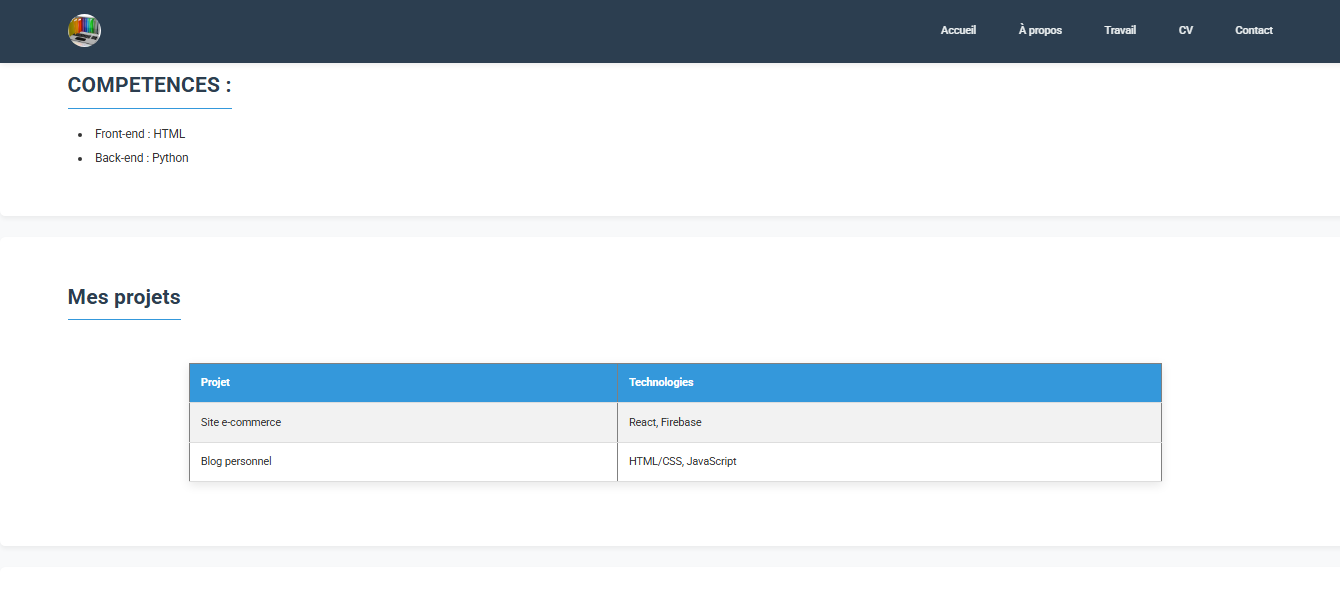 Accueil À propos Travail CV Contact
COMPETENCES :
Front-end : HTML
Back-end : Python
Mes projets
Projet Technologies
Site e-commerce React, Firebase
Blog personnel HTML/CSS, JavaScript